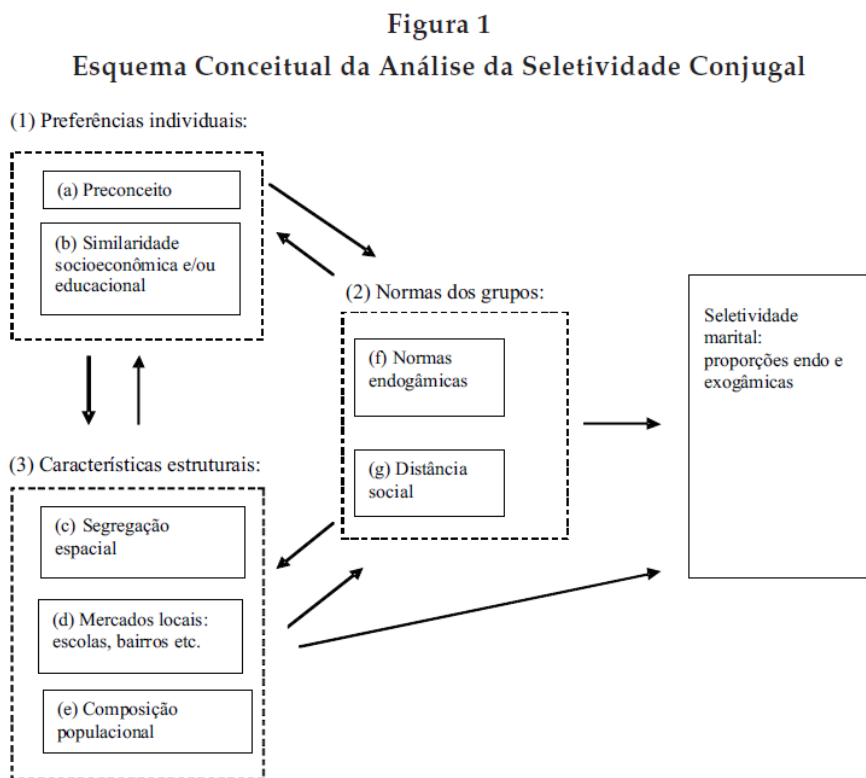 Figura 1
Esquema Conceitual da Análise da Seletividade Conjugal
(1) Preferências individuais:
(a) Preconceito
(b) Similaridade
socioeconômica e/ou
educacional
(2) Normas dos grupos:
(f) Normas
endogâmicas
(g) Distância
social
Seletividade
marital:
proporções endo e
exogâmicas
(3) Características estruturais:
(c) Segregação
espacial
(d) Mercados locais:
escolas, bairros etc.
(e) Composição
populacional